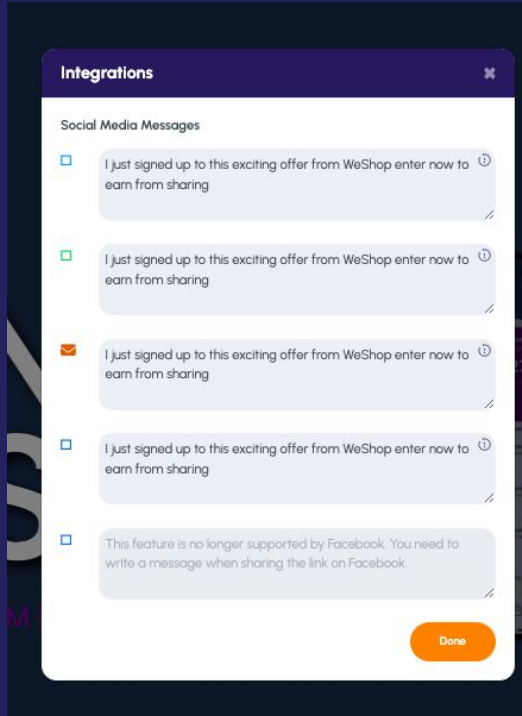 Integrations
Social Media Messages
I just signed up to this exciting offer from WeShop enter now to
earn from sharing
I just signed up to this exciting offer from WeShop enter now to
earn from sharing
I just signed up to this exciting offer from WeShop enter now to
earn from sharing
I just signed up to this exciting offer from WeShop enter now to
earn from sharing
This feature is no longer supported by Facebook. You need to
write a message when sharing the link on Facebook.
Done